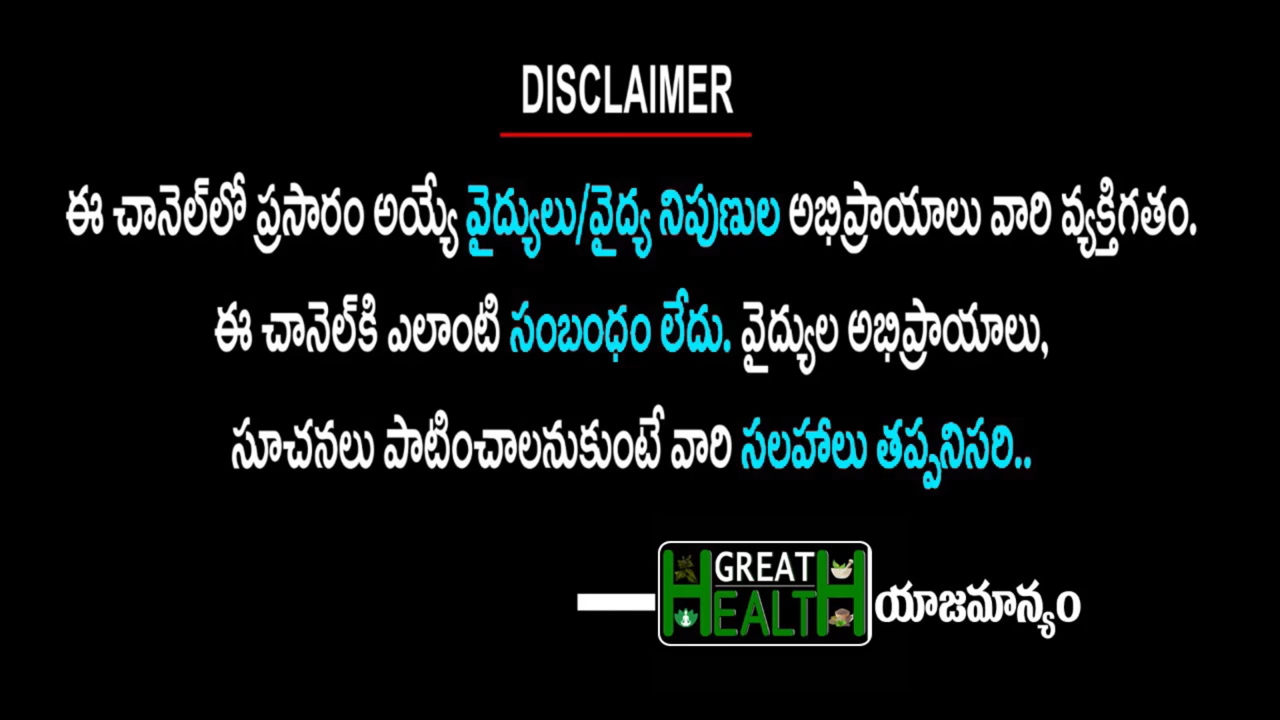 DISCLAIMER
ఈ చానెల్‌లో ప్రసారం అయ్యే వైద్యులు/వైద్య నిపుణుల అభిప్రాయాలు వారి వ్యక్తిగతం.
ఈ చానెల్‌కి ఎలాంటి సంబంధం లేదు. వైద్యుల అభిప్రాయాలు,
సూచనలు పాటించాలనుకుంటే వారి సలహాలు తప్పనిసరి..
GREAT
HEALTH
యాజమాన్యం